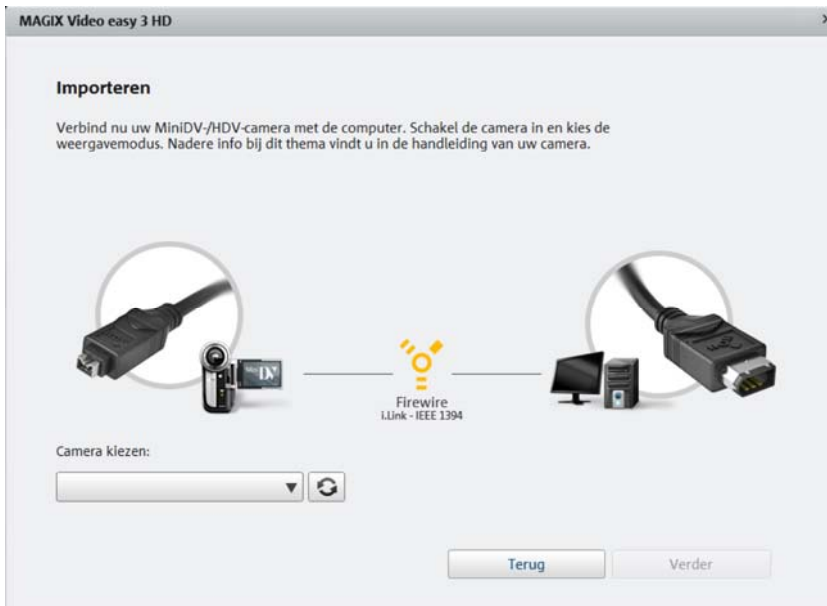 MAGIX Video easy 3 HD
Importeren
Verbind nu uw MiniDV-/HDV-camera met de computer. Schakel de camera in en kies de
weergavemodus. Nadere info bij dit thema vindt u in de handleiding van uw camera.
Mini DV
Firewire
i.Link - IEEE 1394
Camera kiezen:
Terug
Verder